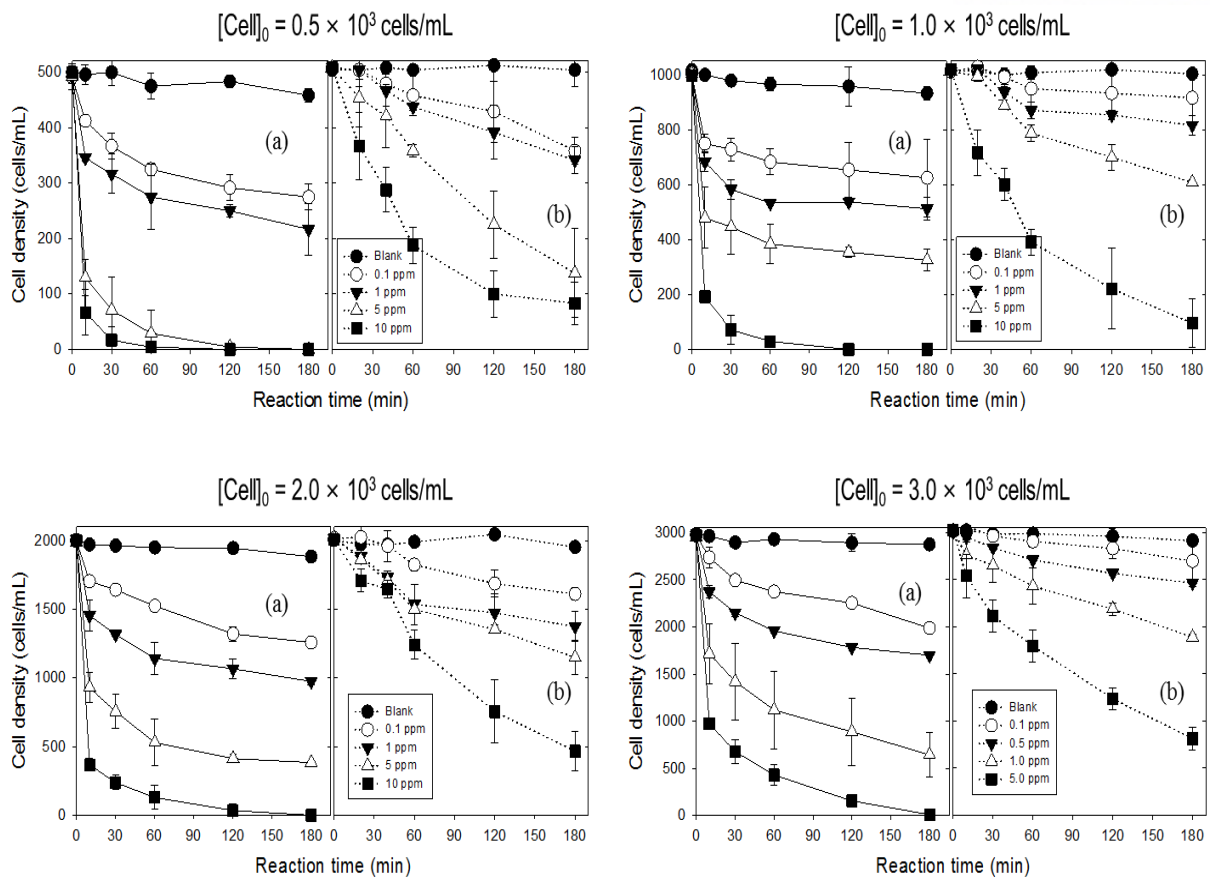 [Cell]₀ = 0.5 × 10³ cells/mL
Cell density (cells/mL)
500
400
300
200
100
0
(a)
(b)
Blank
0.1 ppm
1 ppm
5 ppm
10 ppm
0 30 60 90 120 150 180 0 30 60 90 120 150 180
Reaction time (min)
[Cell]₀ = 1.0 × 10³ cells/mL
Cell density (cells/mL)
1000
800
600
400
200
0
(a)
(b)
Blank
0.1 ppm
1 ppm
5 ppm
10 ppm
0 30 60 90 120 150 180 0 30 60 90 120 150 180
Reaction time (min)
[Cell]₀ = 2.0 × 10³ cells/mL
Cell density (cells/mL)
2000
1500
1000
500
0
(a)
(b)
Blank
0.1 ppm
1 ppm
5 ppm
10 ppm
0 30 60 90 120 150 180 0 30 60 90 120 150 180
Reaction time (min)
[Cell]₀ = 3.0 × 10³ cells/mL
Cell density (cells/mL)
3000
2500
2000
3000
1000
500
0
(a)
(b)
Blank
0.1 ppm
0.5 ppm
1.0 ppm
5.0 ppm
0 30 60 90 120 150 180 0 30 60 90 120 150 180
Reaction time (min)